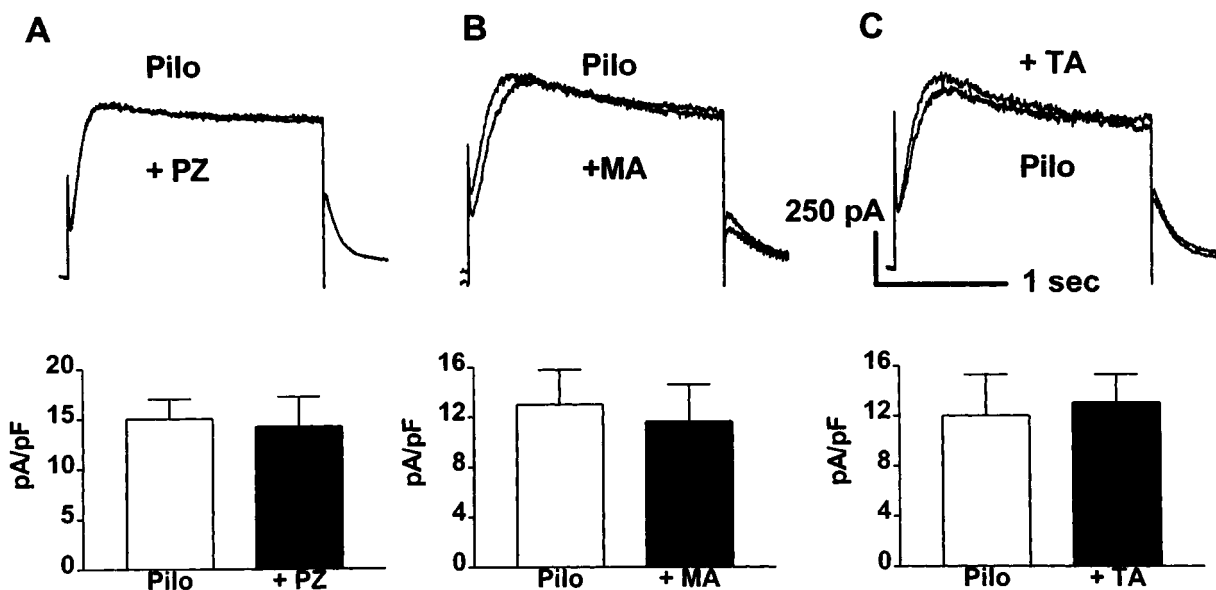 A
Pilo
+ PZ
B
Pilo
+MA
C
+ TA
Pilo
250 pA
1 sec
20
15
10
5
0
pA/pF
Pilo
+ PZ
16
12
8
4
0
pA/pF
Pilo
+ MA
16
12
8
4
0
pA/pF
Pilo
+ TA